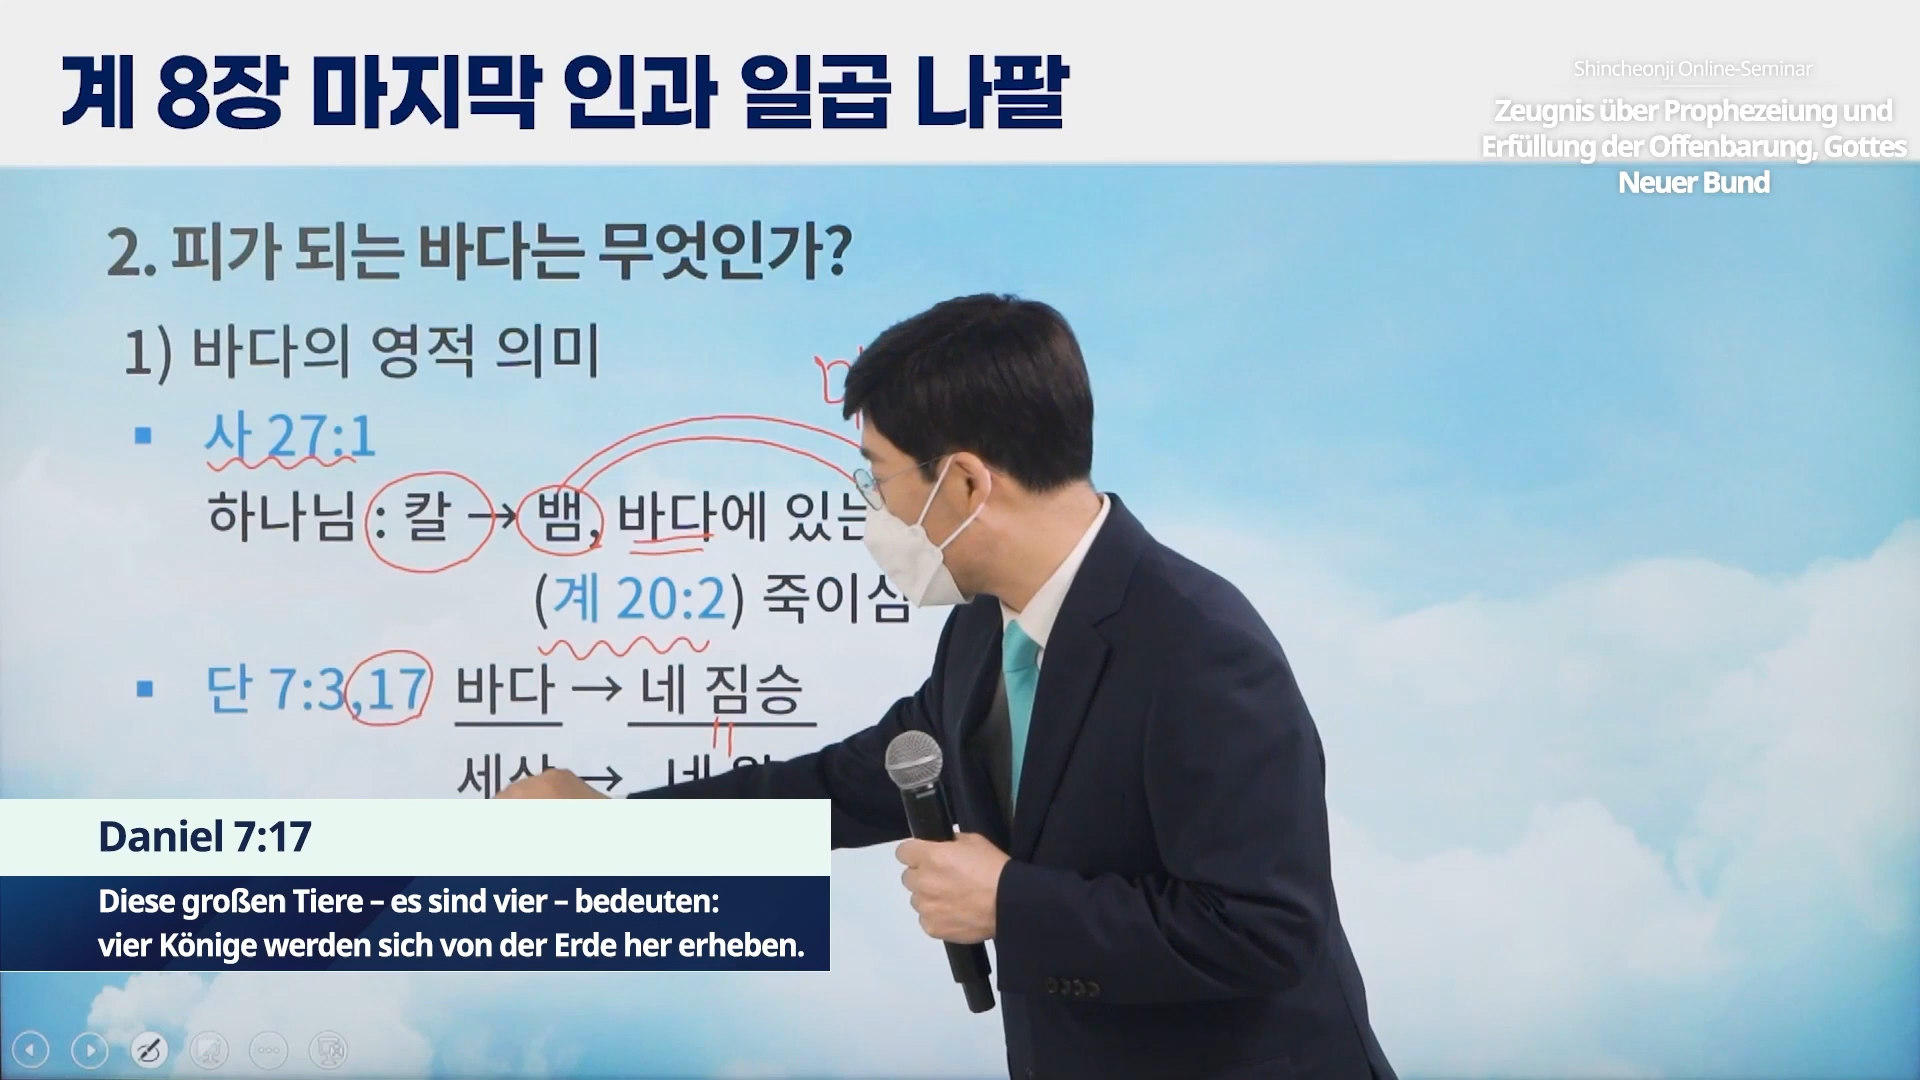 계 8장 마지막 인과 일곱 나팔
Shincheonji Online-Seminar
Zeugnis über Prophezeiung und
Erfüllung der Offenbarung, Gottes
Neuer Bund
2. 피가 되는 바다는 무엇인가?
1) 바다의 영적 의미
▪ 사 27:1
하나님 : 칼 → 뱀, 바다에 있는
(계 20:2) 죽이심
▪ 단 7:3,17 바다 → 네 짐승
세상 → 네
Daniel 7:17
Diese großen Tiere – es sind vier – bedeuten:
vier Könige werden sich von der Erde her erheben.